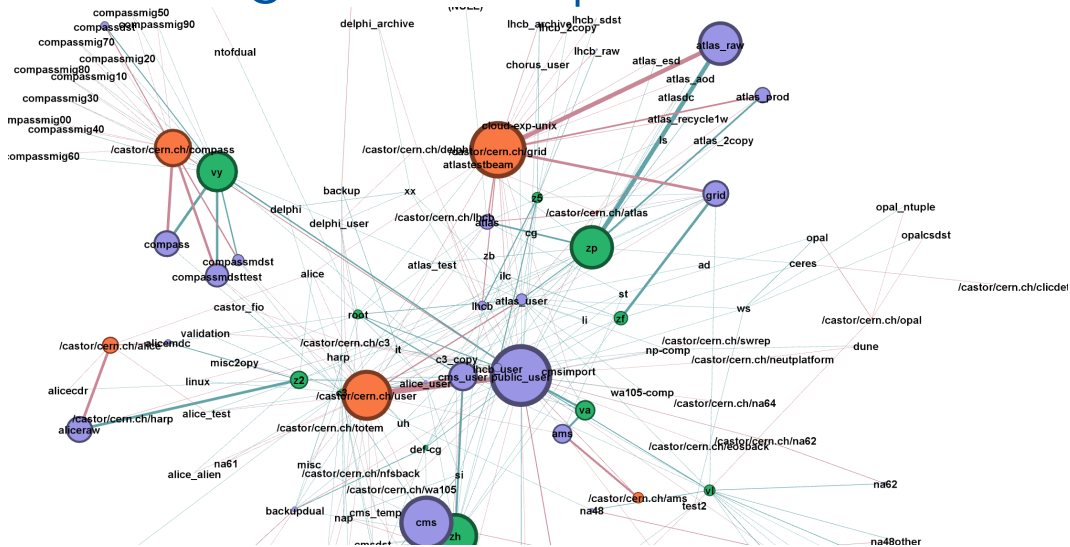 (NULL)
compassmig50
compassmig90
compassdst
delphi_archive
lhcb_archive
lhcb_sdst
lhcb_2copy
compassmig70
ntofdual
atlas_raw
lhcb_raw
compassmig20
atlas_esd
compassmig80
compassmig10
chorus_user
atlas_aod
compassmig30
atlasdc
atlas_prod
compassmig00
compassmig40
cloud-exp-unix
atlas_recycle1w
ls
atlas_2copy
/castor/cern.ch/compass
/castor/cern.ch/grid
compassmig60
atlastestbeam
vy
backup
xx
z5
grid
delphi
delphi_user
/castor/cern.ch/lhcb
atlas
/castor/cern.ch/atlas
opal_ntuple
cg
opal
opalcsdst
compass
zp
zb
compassmdst
compassmdsttest
alice
atlas_test
ilc
ad
ceres
/castor/cern.ch/clicdet
castor_fio
root
lhcb
atlas_user
st
ws
zf
li
/castor/cern.ch/opal
validation
/castor/cern.ch/alice
alicemdc
/castor/cern.ch/c3
it
harp
/castor/cern.ch/swrep
np-comp
dune
misc2opy
c3_copy
/castor/cern.ch/neutplatform
linux
z2
alice_user
cms_user
lhcb_user
public_user
cmsimport
alicecdr
/castor/cern.ch/user
wa105-comp
/castor/cern.ch/na64
/castor/cern.ch/harp
alice_test
va
aliceraw
/castor/cern.ch/totem
uh
ams
/castor/cern.ch/na62
/castor/cern.ch/eosback
def-cg
na61
misc
alice_alien
/castor/cern.ch/nfsback
si
/castor/cern.ch/wa105
na62
vl
/castor/cern.ch/ams
test2
backupdual
nap
cms_temp
cms
na48
zh
cmsdst
na48other